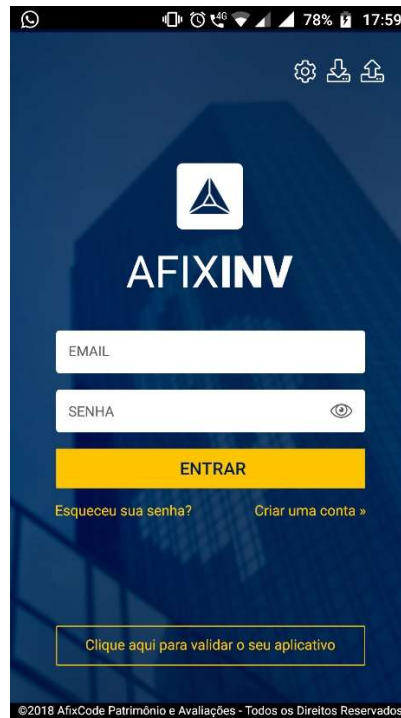 4G 78% 17:59
AFIXINV
EMAIL
SENHA
ENTRAR
Esqueceu sua senha? Criar uma conta »
Clique aqui para validar o seu aplicativo
©2018 AfixCode Patrimônio e Avaliações - Todos os Direitos Reservados